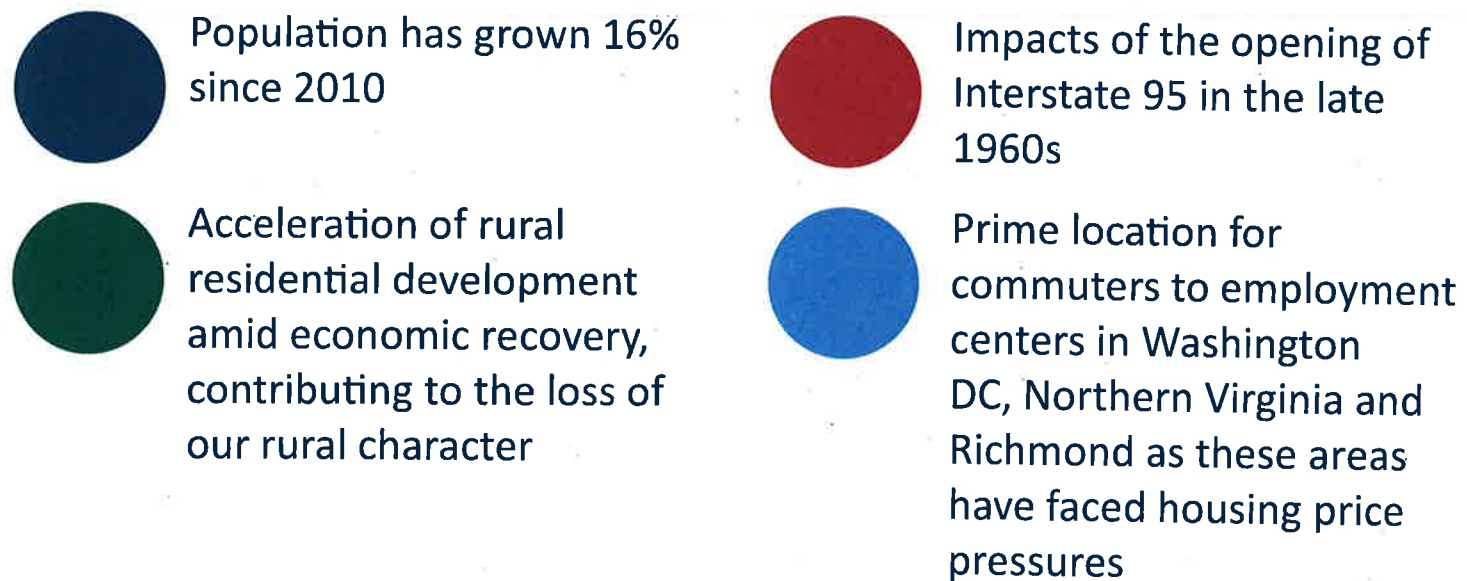 Population has grown 16%
since 2010
Acceleration of rural
residential development
amid economic recovery,
contributing to the loss of
our rural character
Impacts of the opening of
Interstate 95 in the late
1960s
Prime location for
commuters to employment
centers in Washington
DC, Northern Virginia and
Richmond as these areas
have faced housing price
pressures